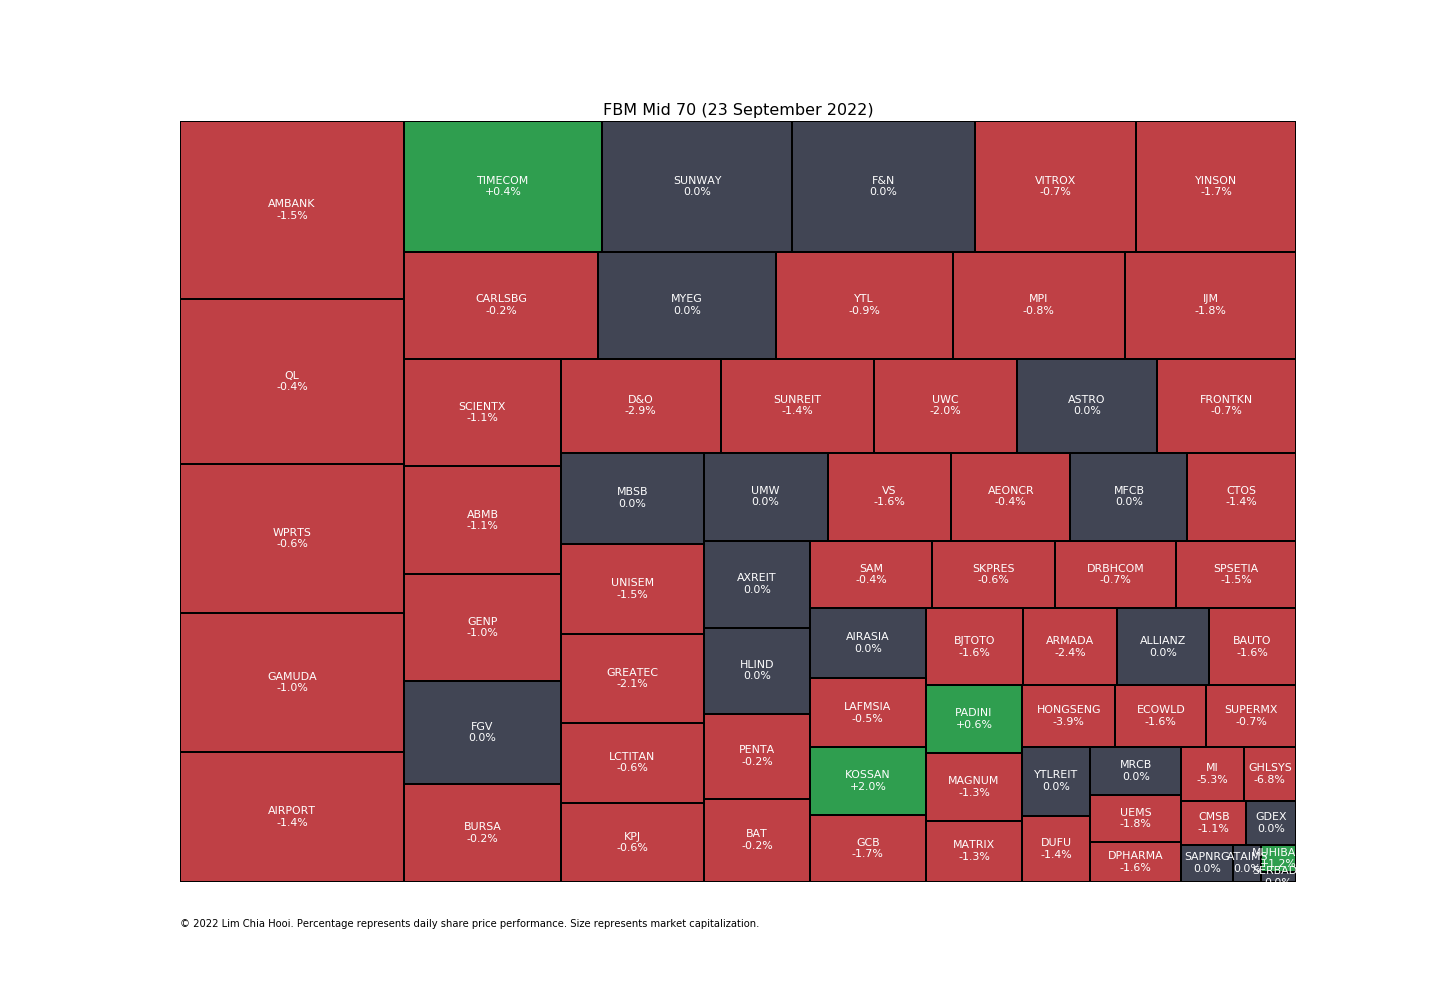 FBM Mid 70 (23 September 2022)
AMBANK
-1.5%
QL
-0.4%
WPRTS
-0.6%
GAMUDA
-1.0%
AIRPORT
-1.4%
TIMECOM
+0.4%
SUNWAY
0.0%
F&N
0.0%
VITROX
-0.7%
YINSON
-1.7%
CARLSBG
-0.2%
MYEG
0.0%
YTL
-0.9%
MPI
-0.8%
IJM
-1.8%
SCIENTX
-1.1%
ABMB
-1.1%
GENP
-1.0%
FGV
0.0%
BURSA
-0.2%
D&O
-2.9%
SUNREIT
-1.4%
UWC
-2.0%
ASTRO
0.0%
FRONTKN
-0.7%
MBSB
0.0%
UNISEM
-1.5%
GREATEC
-2.1%
LCTITAN
-0.6%
KPJ
-0.6%
UMW
0.0%
VS
-1.6%
AEONCR
-0.4%
MFCB
0.0%
CTOS
-1.4%
AXREIT
0.0%
HLIND
0.0%
PENTA
-0.2%
BAT
-0.2%
SAM
-0.4%
SKPRES
-0.6%
DRBHCOM
-0.7%
SPSETIA
-1.5%
AIRASIA
0.0%
LAFMSIA
-0.5%
KOSSAN
+2.0%
GCB
-1.7%
BJTOTO
-1.6%
ARMADA
-2.4%
ALLIANZ
0.0%
BAUTO
-1.6%
PADINI
+0.6%
MAGNUM
-1.3%
MATRIX
-1.3%
HONGSENG
-3.9%
ECOWLD
-1.6%
SUPERMX
-0.7%
YTLREIT
0.0%
DUFU
-1.4%
MRCB
0.0%
UEMS
-1.8%
DPHARMA
-1.6%
MI
-5.3%
GHLSYS
-6.8%
CMSB
-1.1%
GDEX
0.0%
SAPNRG
0.0%
ATAIMS
0.0%
MUHIBAH
+1.2%
SERBADK
0.0%
© 2022 Lim Chia Hooi. Percentage represents daily share price performance. Size represents market capitalization.